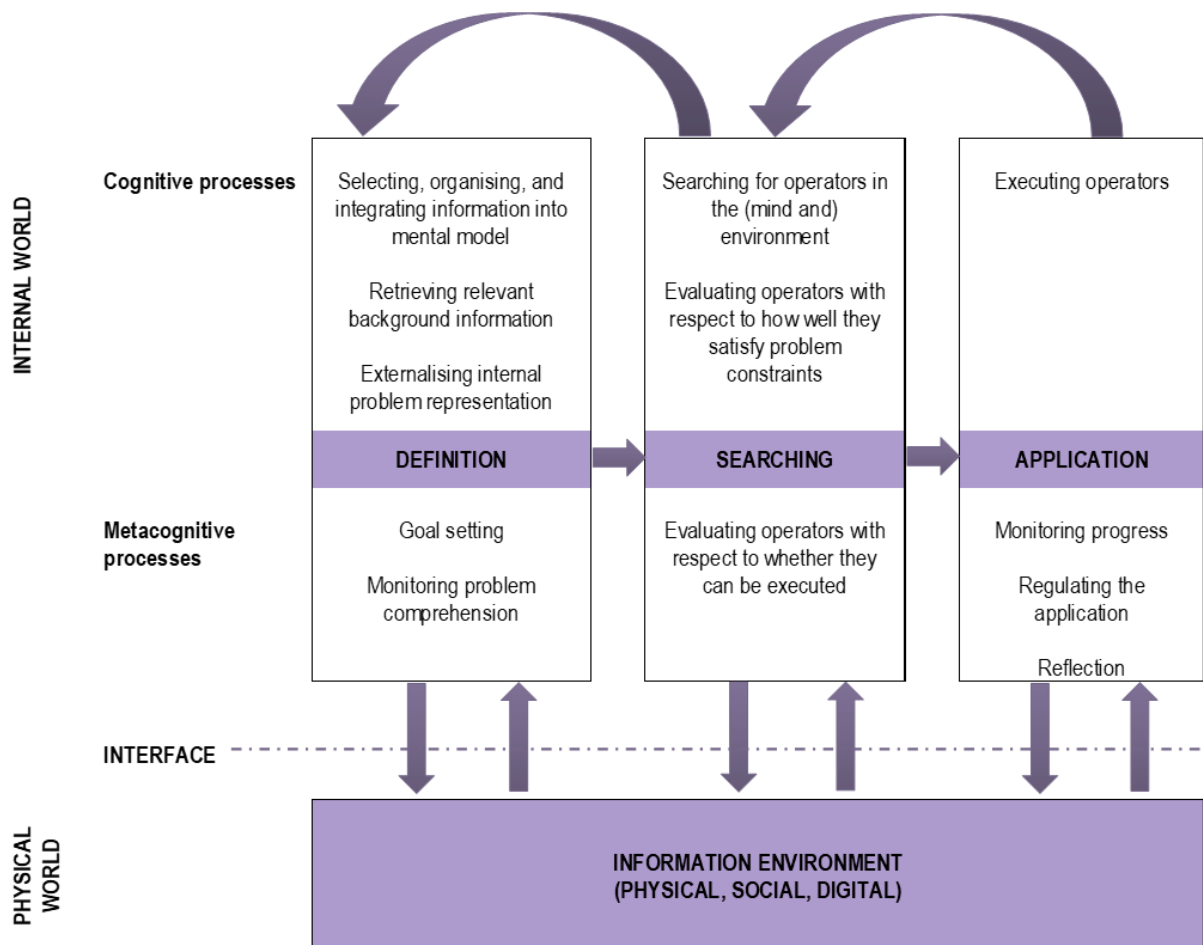 INTERNAL WORLD
Cognitive processes
Selecting, organising, and
integrating information into
mental model
Retrieving relevant
background information
Externalising internal
problem representation
Searching for operators in
the (mind and)
environment
Evaluating operators with
respect to how well they
satisfy problem
constraints
Executing operators
DEFINITION
SEARCHING
APPLICATION
Metacognitive
processes
Goal setting
Monitoring problem
comprehension
Evaluating operators with
respect to whether they
can be executed
Monitoring progress
Regulating the
application
Reflection
INTERFACE
PHYSICAL
WORLD
INFORMATION ENVIRONMENT
(PHYSICAL, SOCIAL, DIGITAL)